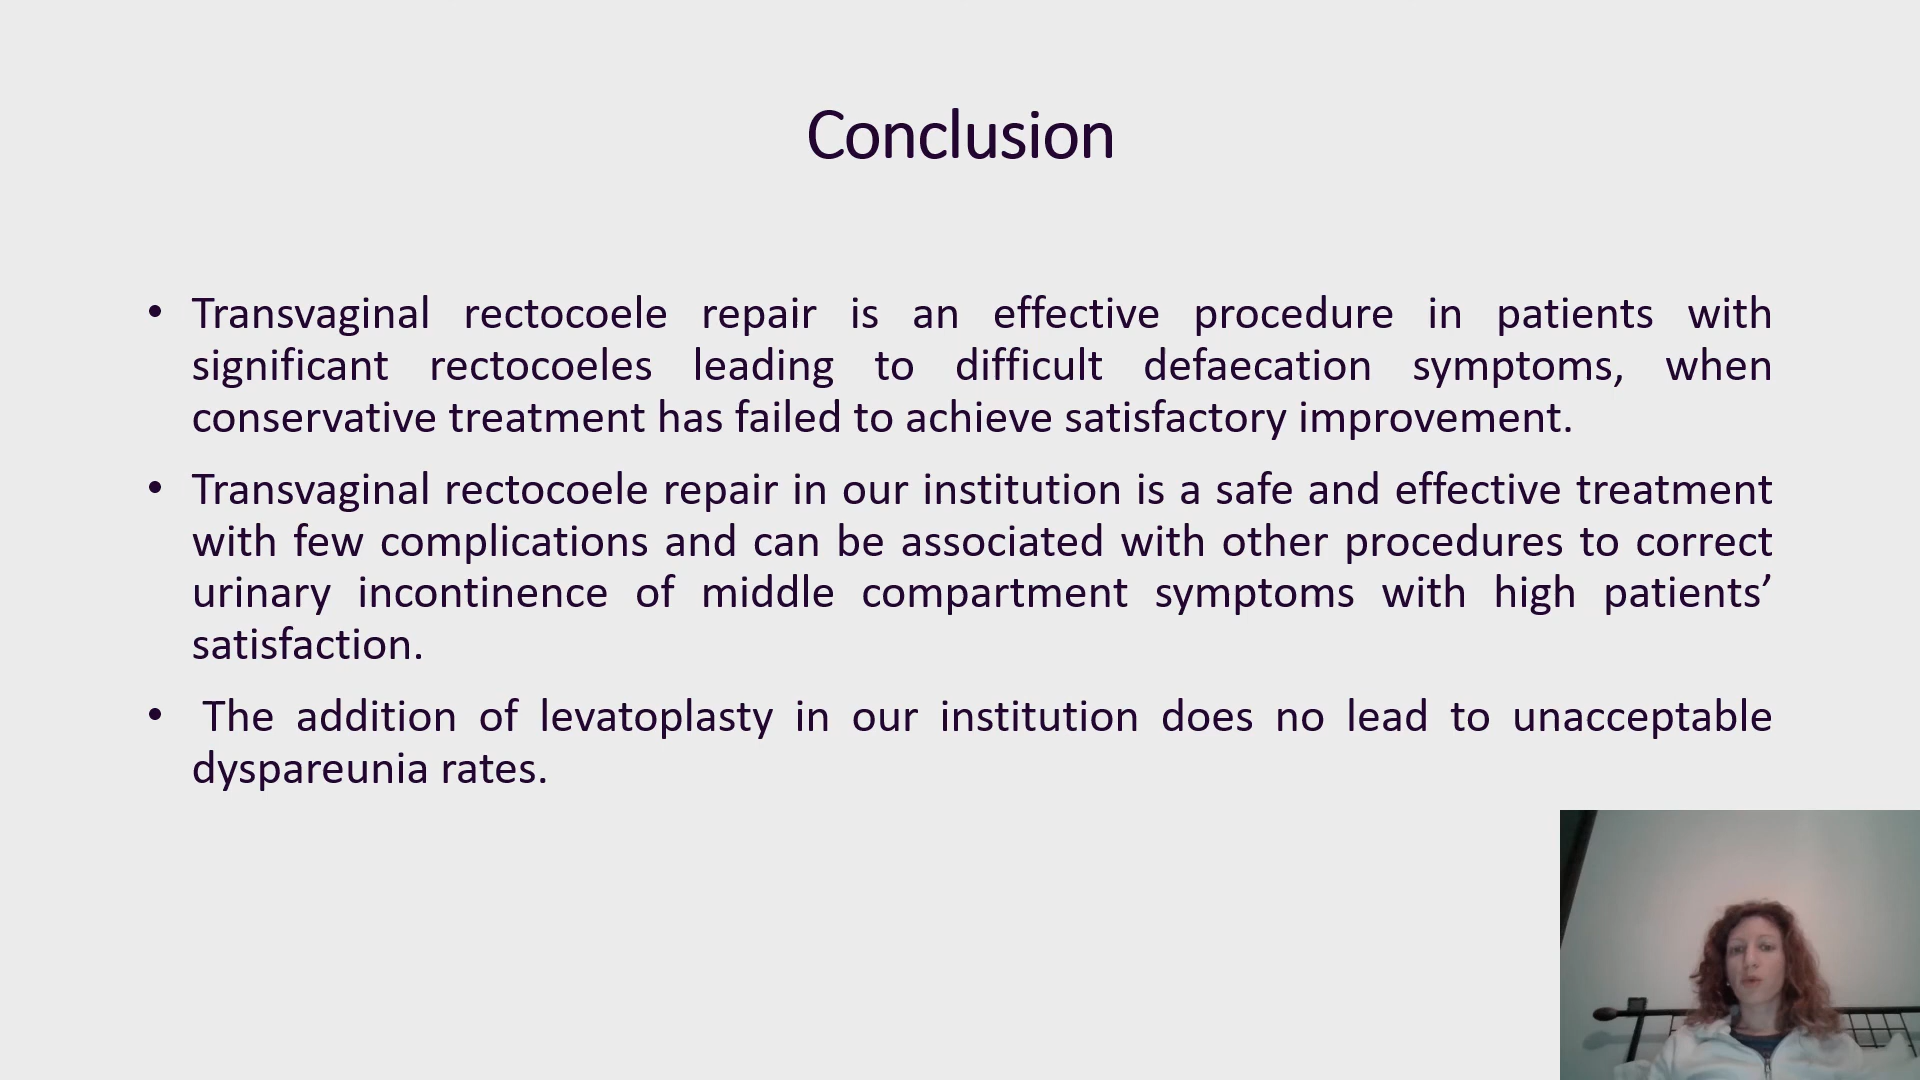 Conclusion
• Transvaginal rectocoele repair is an effective procedure in patients with
significant rectocoeles leading to difficult defaecation symptoms, when
conservative treatment has failed to achieve satisfactory improvement.
• Transvaginal rectocoele repair in our institution is a safe and effective treatment
with few complications and can be associated with other procedures to correct
urinary incontinence of middle compartment symptoms with high patients’
satisfaction.
• The addition of levatoplasty in our institution does no lead to unacceptable
dyspareunia rates.